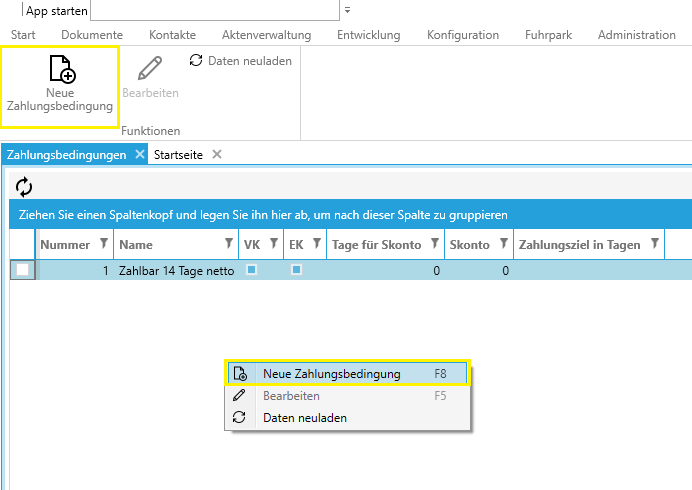 App starten
Start Dokumente Kontakte Aktenverwaltung Entwicklung Konfiguration Fuhrpark Administration
Neue Zahlungsbedingung
Bearbeiten
Daten neuladen
Funktionen
Zahlungsbedingungen Startseite
Ziehen Sie einen Spaltenkopf und legen Sie ihn hier ab, um nach dieser Spalte zu gruppieren
Nummer Name VK EK Tage für Skonto Skonto Zahlungsziel in Tagen
1 Zahlbar 14 Tage netto 0 0
Neue Zahlungsbedingung F8
Bearbeiten F5
Daten neuladen